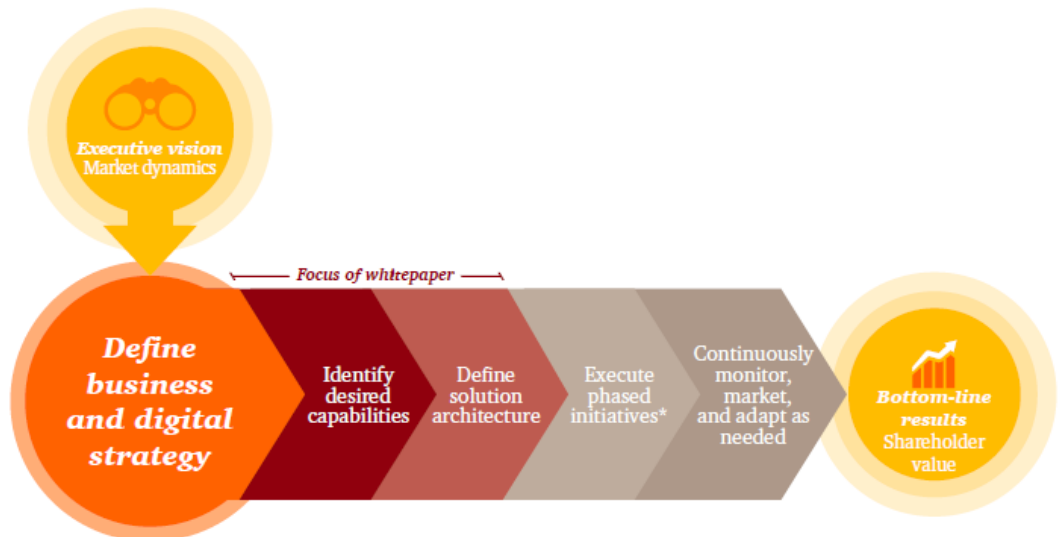 Executive vision
Market dynamics
Focus of whitepaper
Define
business
and digital
strategy
Identify
desired
capabilities
Define
solution
architecture
Execute
phased
initiatives*
Continuously
monitor,
market,
and adapt as
needed
Bottom-line
results
Shareholder
value